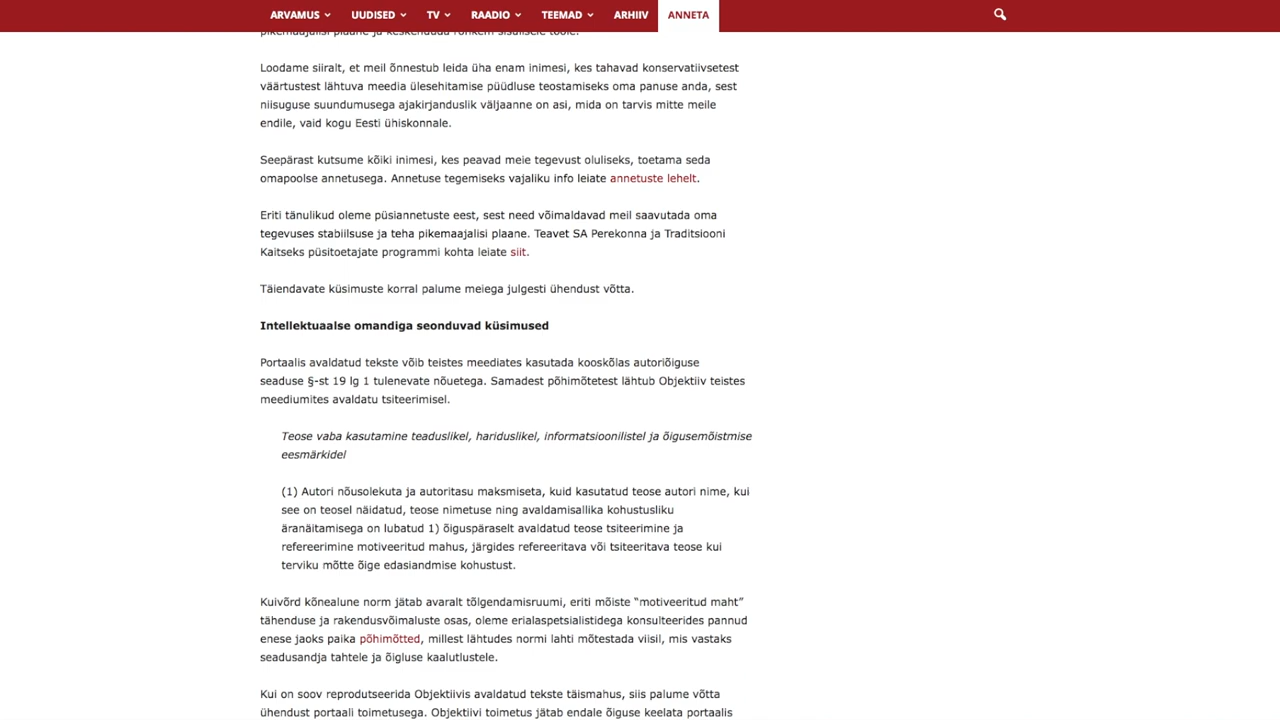 ARVAMUS UUDISED TV RAADIO TEEMAD ARHIIV ANNETA
pikemaajalisi plaane ja keskenduda rohkem sisulisele tööle.
Loodame siiralt, et meil õnnestub leida üha enam inimesi, kes tahavad konservatiivsetest
väärtustest lähtuva meedia ülesehitamise püüdluse teostamiseks oma panuse anda, sest
niisuguse suundumusega ajakirjanduslik väljaanne on asi, mida on tarvis mitte meile
endile, vaid kogu Eesti ühiskonnale.
Seepärast kutsume kõiki inimesi, kes peavad meie tegevust oluliseks, toetama seda
omapoolse annetusega. Annetuse tegemiseks vajaliku info leiate annetuste lehelt.
Eriti tänulikud oleme püsiannetuste eest, sest need võimaldavad meil saavutada oma
tegevuses stabiilsuse ja teha pikemaajalisi plaane. Teavet SA Perekonna ja Traditsiooni
Kaitseks püsitoetajate programmi kohta leiate siit.
Täiendavate küsimuste korral palume meiega julgesti ühendust võtta.
Intellektuaalse omandiga seonduvad küsimused
Portaalis avaldatud tekste võib teistes meediates kasutada kooskõlas autoriõiguse
seaduse §-st 19 lg 1 tulenevate nõuetega. Samadest põhimõtetest lähtub Objektiiv teistes
meediumites avaldatu tsiteerimisel.
Teose vaba kasutamine teaduslikel, hariduslikel, informatsioonilistel ja õigusemõistmise
eesmärkidel
(1) Autori nõusolekuta ja autoritasu maksmiseta, kuid kasutatud teose autori nime, kui
see on teosel näidatud, teose nimetuse ning avaldamisallika kohustusliku
äranäitamisega on lubatud 1) õiguspäraselt avaldatud teose tsiteerimine ja
refereerimine motiveeritud mahus, järgides refereeritava või tsiteeritava teose kui
terviku mõtte õige edasiandmise kohustust.
Kuivõrd kõnealune norm jätab avaralt tõlgendamisruumi, eriti mõiste “motiveeritud maht”
tähenduse ja rakendusvõimaluste osas, oleme erialaspetsialistidega konsulteerides pannud
enese jaoks paika põhimõtted, millest lähtudes normi lahti mõtestada viisil, mis vastaks
seadusandja tahtele ja õigluse kaalutlustele.
Kui on soov reprodutseerida Objektiivis avaldatud tekste täismahus, siis palume võtta
ühendust portaali toimetusega. Objektiivi toimetus jätab endale õiguse keelata portaalis